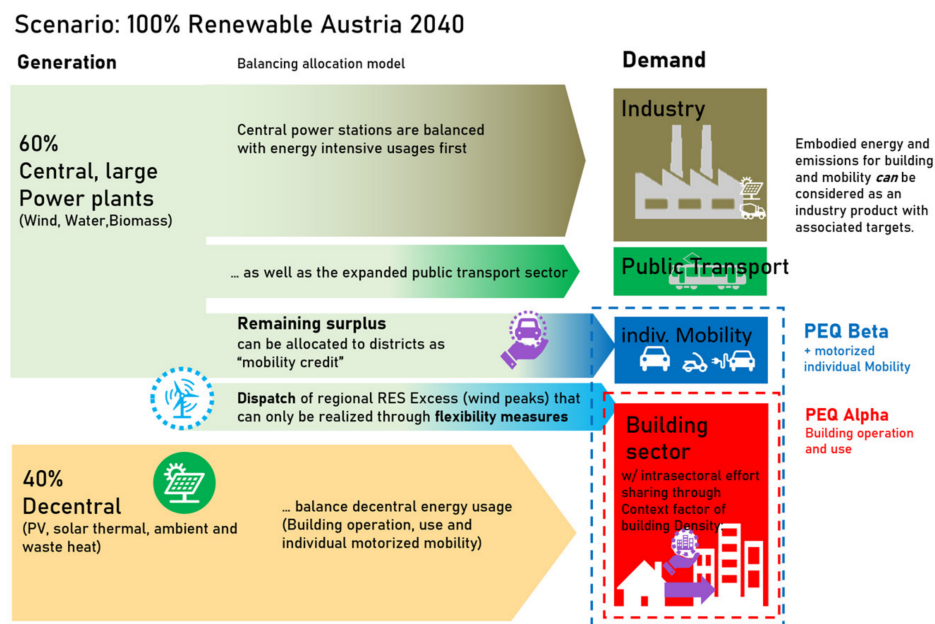 Scenario: 100% Renewable Austria 2040
Generation
Balancing allocation model
Demand
60%
Central, large
Power plants
(Wind, Water,Biomass)
Central power stations are balanced
with energy intensive usages first
Industry
Embodied energy and
emissions for building
and mobility can be
considered as an
industry product with
associated targets.
... as well as the expanded public transport sector
Public Transport
Remaining surplus
can be allocated to districts as
“mobility credit”
indiv. Mobility
PEQ Beta
+ motorized
individual Mobility
Dispatch of regional RES Excess (wind peaks) that
can only be realized through flexibility measures
PEQ Alpha
Building operation
and use
Building
sector
w/ intrasectoral effort
sharing through
Context factor of
building Density.
40%
Decentral
(PV, solar thermal, ambient and
waste heat)
... balance decentral energy usage
(Building operation, use and
individual motorized mobility)